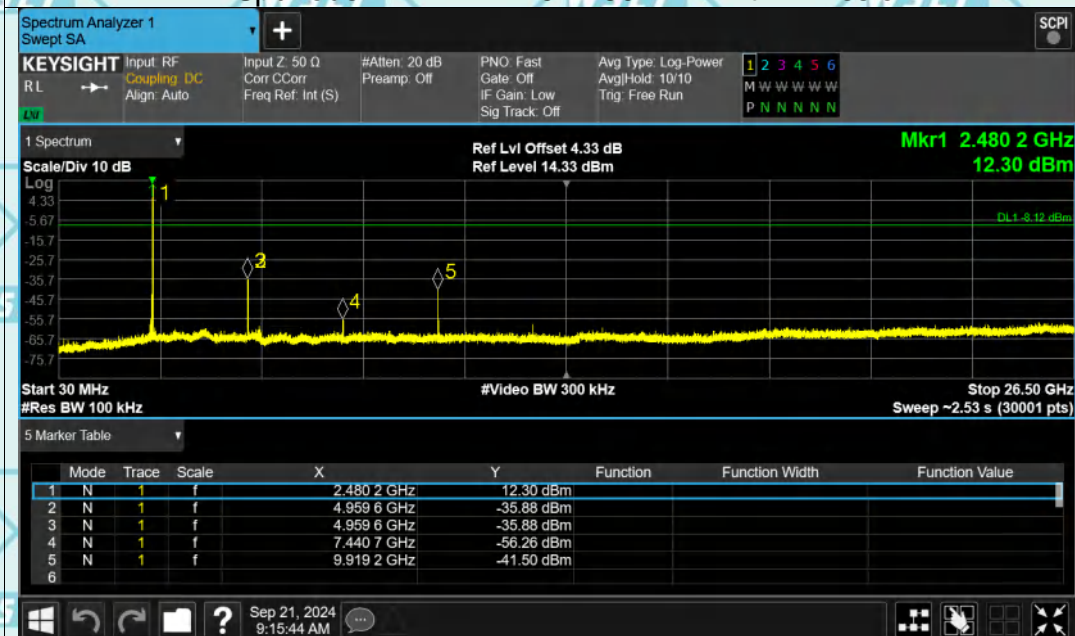 Spectrum Analyzer 1
Swept SA
+
SCPI
KEYSIGHT Input: RF Input Z: 50 Ω #Atten: 20 dB PNO: Fast Avg Type: Log-Power 1 2 3 4 5 6
RL Coupling: DC Corr CCorr Preamp: Off Gate: Off Avg|Hold: 10/10 M W W W W W
Align: Auto Freq Ref: Int (S) IF Gain: Low Trig: Free Run P N N N N N
LXI Sig Track: Off
1 Spectrum Ref Lvl Offset 4.33 dB Mkr1 2.480 2 GHz
Scale/Div 10 dB Ref Level 14.33 dBm 12.30 dBm
Log
1
4.33
-5.67 DL1 -8.12 dBm
-15.7
-25.7
5
-35.7
4
-45.7
-55.7
-65.7
-75.7
Start 30 MHz #Video BW 300 kHz Stop 26.50 GHz
#Res BW 100 kHz Sweep ~2.53 s (30001 pts)
5 Marker Table
Mode Trace Scale X Y Function Function Width Function Value
1 N 1 f 2.480 2 GHz 12.30 dBm
2 N 1 f 4.959 6 GHz -35.88 dBm
3 N 1 f 4.959 6 GHz -35.88 dBm
4 N 1 f 7.440 7 GHz -56.26 dBm
5 N 1 f 9.919 2 GHz -41.50 dBm
6
? Sep 21, 2024
9:15:44 AM